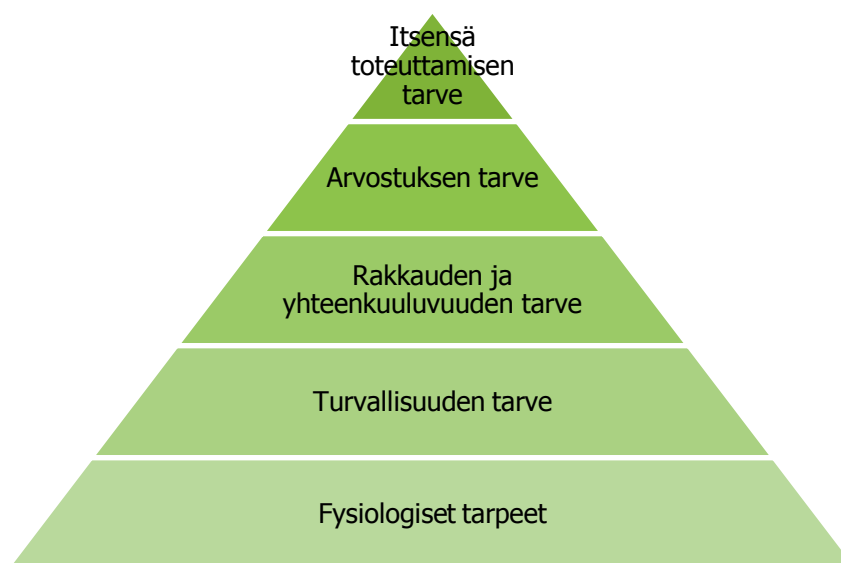 Itsensä
toteuttamisen
tarve
Arvostuksen tarve
Rakkauden ja
yhteenkuuluvuuden tarve
Turvallisuuden tarve
Fysiologiset tarpeet